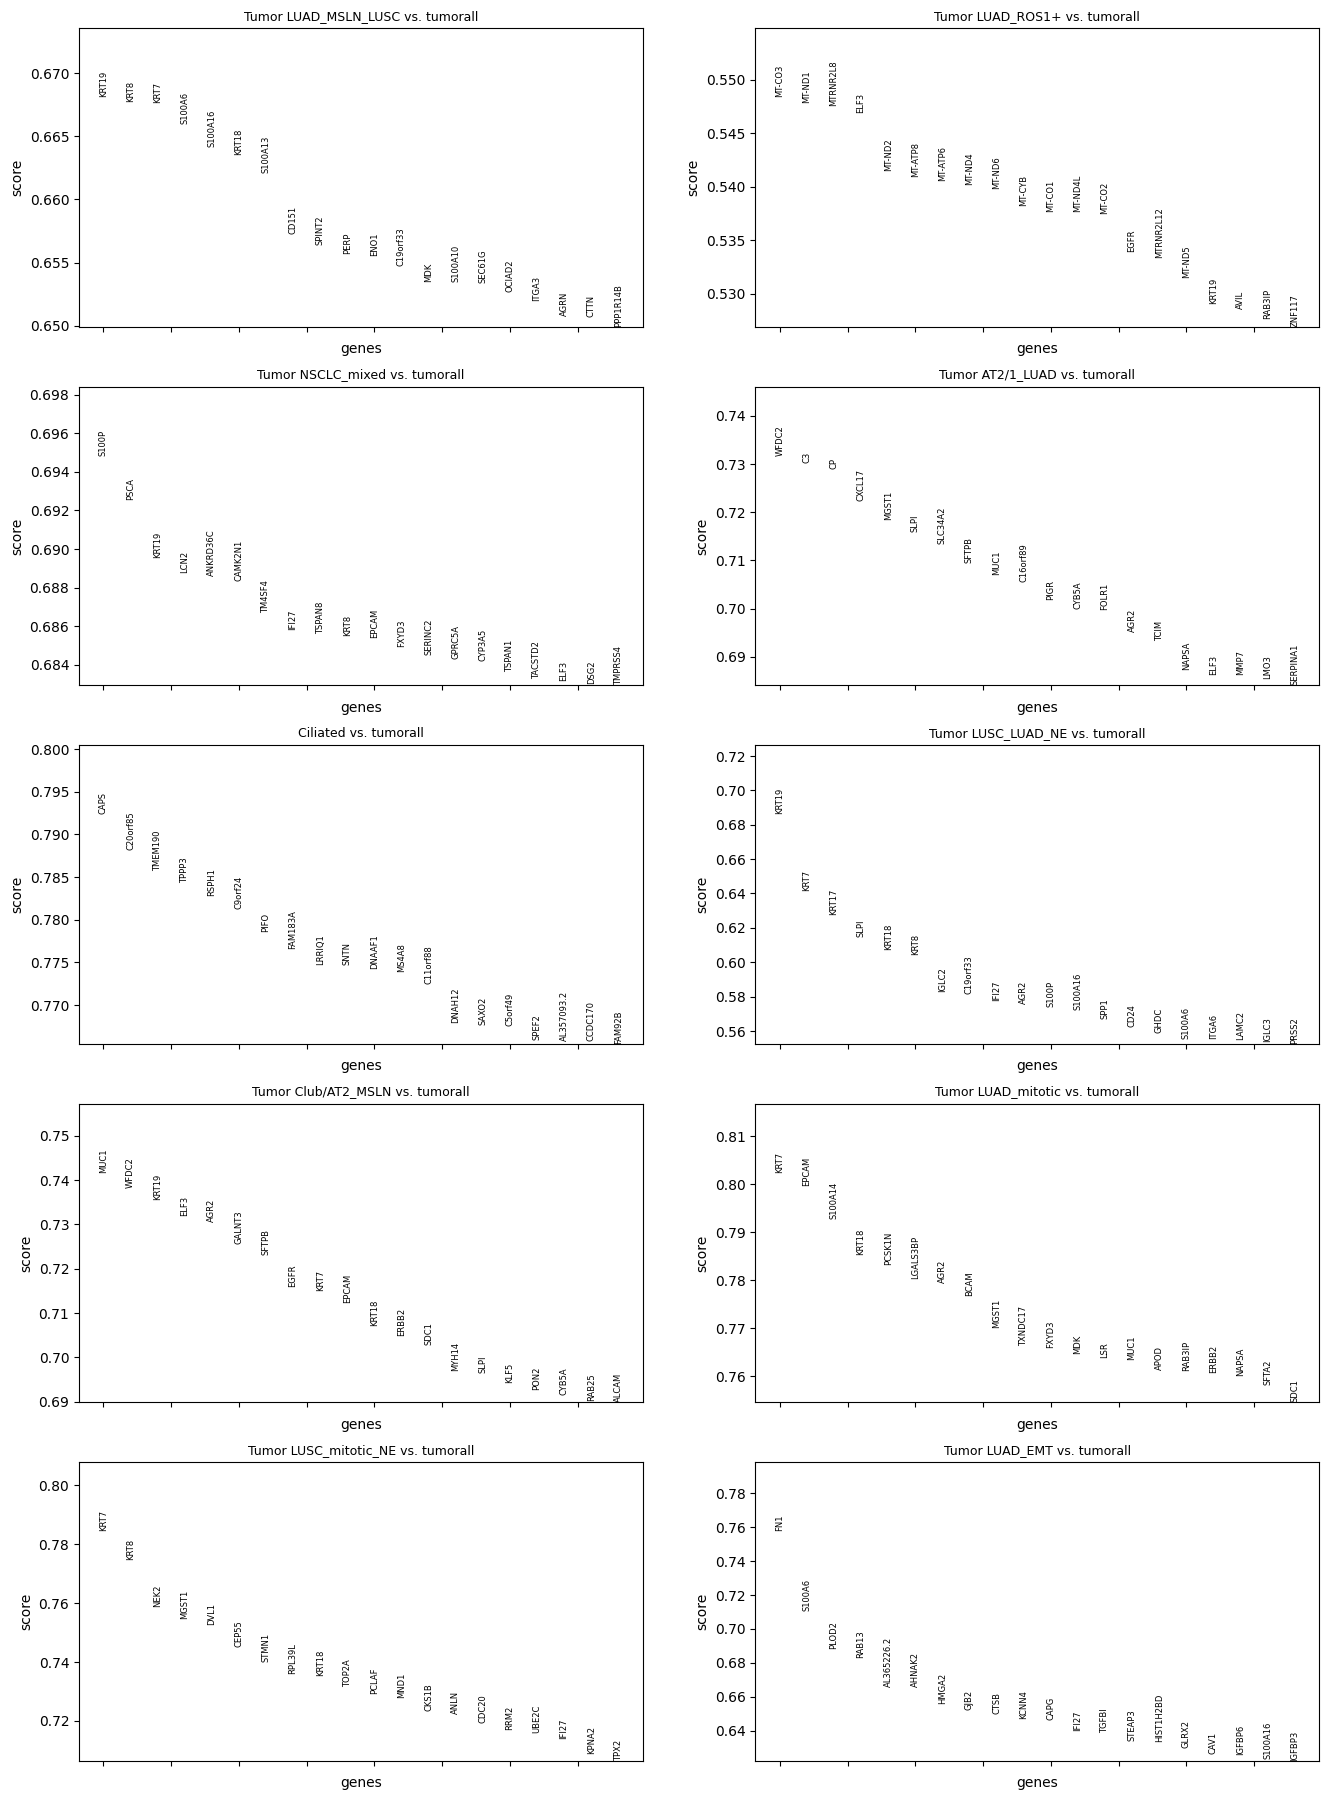 Tumor LUAD_MSLN_LUSC vs. tumorall
score
0.670
0.665
0.660
0.655
0.650
KRT19
KRT8
KRT7
S100A6
S100A16
KRT18
S100A13
CD151
SPINT2
PERP
ENO1
C19orf33
MDK
S100A10
SEC61G
OCIAD2
ITGA3
AGRN
CTTN
PPP1R14B
genes
Tumor LUAD_ROS1+ vs. tumorall
score
0.550
0.545
0.540
0.535
0.530
MT-CO3
MT-ND1
MTRNR2L8
ELF3
MT-ND2
MT-ATP8
MT-ATP6
MT-ND4
MT-ND6
MT-CYB
MT-CO1
MT-ND4L
MT-CO2
EGFR
MTRNR2L12
MT-ND5
KRT19
AVIL
RAB3IP
ZNF117
genes
Tumor NSCLC_mixed vs. tumorall
score
0.698
0.696
0.694
0.692
0.690
0.688
0.686
0.684
S100P
PSCA
KRT19
LCN2
ANKRD36C
CAMK2N1
TM4SF4
IFI27
TSPAN8
KRT8
EPCAM
FXYD3
SERINC2
GPRC5A
CYP3A5
TSPAN1
TACSTD2
ELF3
DSG2
TMPRSS4
genes
Tumor AT2/1_LUAD vs. tumorall
score
0.74
0.73
0.72
0.71
0.70
0.69
WFDC2
C3
CP
CXCL17
MGST1
SLPI
SLC34A2
SFTPB
MUC1
C16orf89
PIGR
CYB5A
FOLR1
AGR2
TCIM
NAPSA
ELF3
MMP7
LMO3
SERPINA1
genes
Ciliated vs. tumorall
score
0.800
0.795
0.790
0.785
0.780
0.775
0.770
CAPS
C20orf85
TMEM190
TPPP3
RSPH1
C9orf24
PIFO
FAM183A
LRRIQ1
SNTN
DNAAF1
MS4A8
C11orf88
DNAH12
SAXO2
C5orf49
SPEF2
AL357093.2
CCDC170
FAM92B
genes
Tumor LUSC_LUAD_NE vs. tumorall
score
0.72
0.70
0.68
0.66
0.64
0.62
0.60
0.58
0.56
KRT19
KRT7
KRT17
SLPI
KRT18
KRT8
IGLC2
C19orf33
IFI27
AGR2
S100P
S100A16
SPP1
CD24
GHDC
S100A6
ITGA6
LAMC2
IGLC3
PRSS2
genes
Tumor Club/AT2_MSLN vs. tumorall
score
0.75
0.74
0.73
0.72
0.71
0.70
0.69
MUC1
WFDC2
KRT19
ELF3
AGR2
GALNT3
SFTPB
EGFR
KRT7
EPCAM
KRT18
ERBB2
SDC1
MYH14
SLPI
KLF5
PON2
CYB5A
RAB25
ALCAM
genes
Tumor LUAD_mitotic vs. tumorall
score
0.81
0.80
0.79
0.78
0.77
0.76
KRT7
EPCAM
S100A14
KRT18
PCSK1N
LGALS3BP
AGR2
BCAM
MGST1
TXNDC17
FXYD3
MDK
LSR
MUC1
APOD
RAB3IP
ERBB2
NAPSA
SFTA2
SDC1
genes
Tumor LUSC_mitotic_NE vs. tumorall
score
0.80
0.78
0.76
0.74
0.72
KRT7
KRT8
NEK2
MGST1
DVL1
CEP55
STMN1
RPL39L
KRT18
TOP2A
PCLAF
MND1
CKS1B
ANLN
CDC20
RRM2
UBE2C
IFI27
KPNA2
TPX2
genes
Tumor LUAD_EMT vs. tumorall
score
0.78
0.76
0.74
0.72
0.70
0.68
0.66
0.64
FN1
S100A6
PLOD2
RAB13
AL365226.2
AHNAK2
HMGA2
GJB2
CTSB
KCNN4
CAPG
IFI27
TGFBI
STEAP3
HIST1H2BD
GLRX2
CAV1
IGFBP6
S100A16
IGFBP3
genes